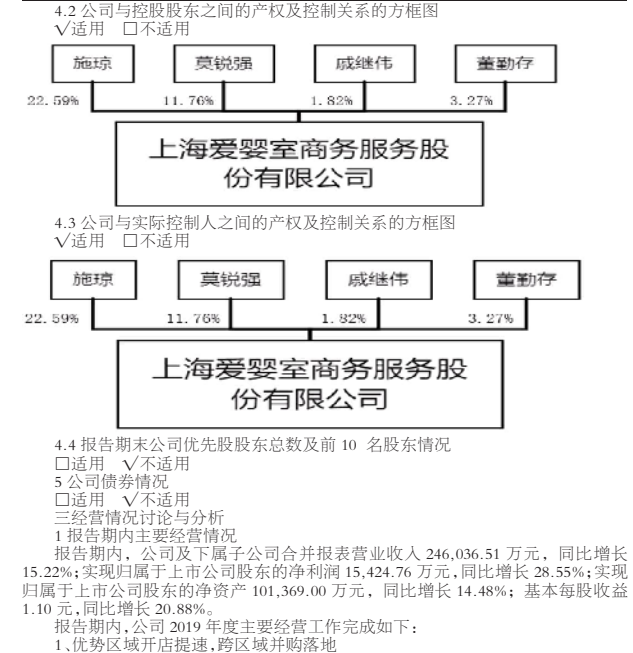 4.2 公司与控股股东之间的产权及控制关系的方框图
√适用 □不适用
施琼 莫锐强 戚继伟 董勤存
22.59% 11.76% 1.82% 3.27%
上海爱婴室商务服务股
份有限公司
4.3 公司与实际控制人之间的产权及控制关系的方框图
√适用 □不适用
施琼 莫锐强 戚继伟 董勤存
22.59% 11.76% 1.82% 3.27%
上海爱婴室商务服务股
份有限公司
4.4 报告期末公司优先股股东总数及前 10 名股东情况
□适用 √不适用
5 公司债券情况
□适用 √不适用
三经营情况讨论与分析
1 报告期内主要经营情况
报告期内，公司及下属子公司合并报表营业收入 246,036.51 万元，同比增长
15.22%；实现归属于上市公司股东的净利润 15,424.76 万元，同比增长 28.55%；实现
归属于上市公司股东的净资产 101,369.00 万元，同比增长 14.48%；基本每股收益
1.10 元，同比增长 20.88%。
报告期内，公司 2019 年度主要经营工作完成如下：
1、优势区域开店提速，跨区域并购落地